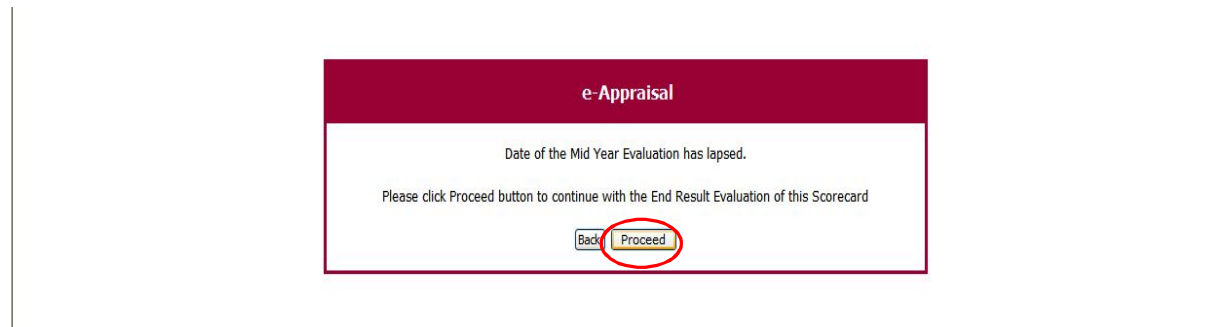 e-Appraisal
Date of the Mid Year Evaluation has lapsed.
Please click Proceed button to continue with the End Result Evaluation of this Scorecard
Back Proceed